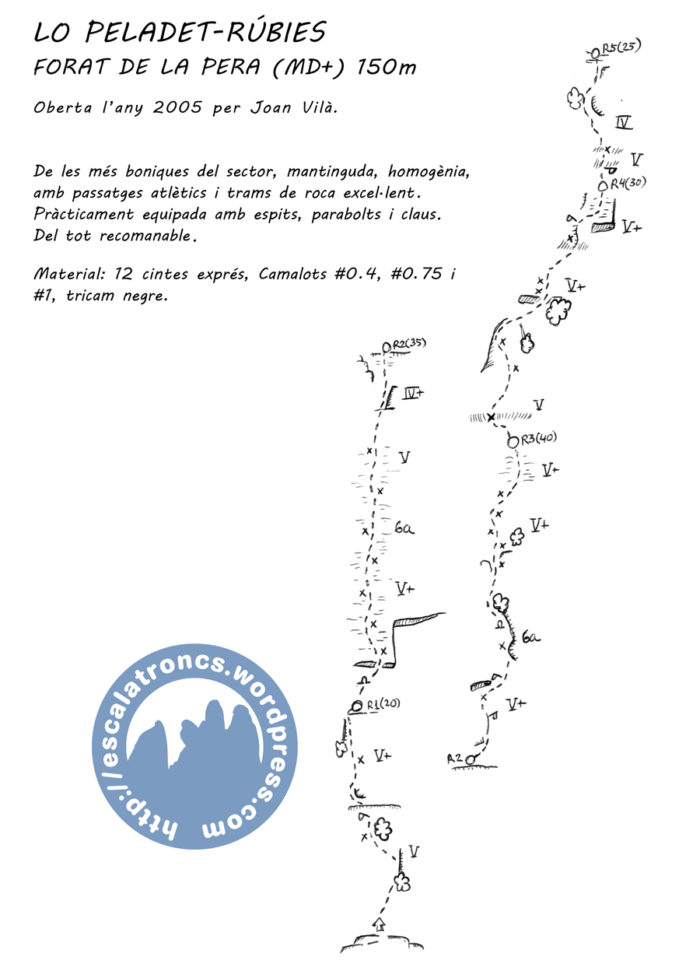 LO PELADET-RÚBIES
FORAT DE LA PERA (MD+) 150m
Oberta l'any 2005 per Joan Vilà.
De les més boniques del sector, mantinguda, homogènia,
amb passatges atlètics i trams de roca excel·lent.
Pràcticament equipada amb espits, parabolts i claus.
Del tot recomanable.
Material: 12 cintes exprés, Camalots #0.4, #0.75 i
#1, tricam negre.
R5(25)
IV
V
R4(30)
V+
V+
V
R3(40)
V+
V+
6a
V+
R2
R2(35)
IV+
V
6a
V+
R1(20)
V+
V
http://escalatroncs.wordpress.com